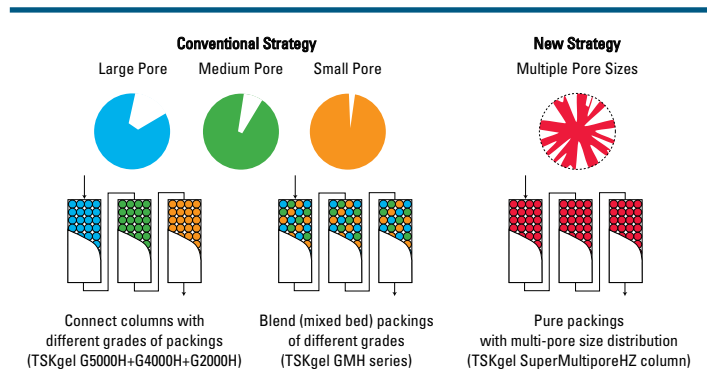 Conventional Strategy
New Strategy
Large Pore
Medium Pore
Small Pore
Multiple Pore Sizes
Connect columns with
different grades of packings
(TSKgel G5000H+G4000H+G2000H)
Blend (mixed bed) packings
of different grades
(TSKgel GMH series)
Pure packings
with multi-pore size distribution
(TSKgel SuperMultiporeHZ column)